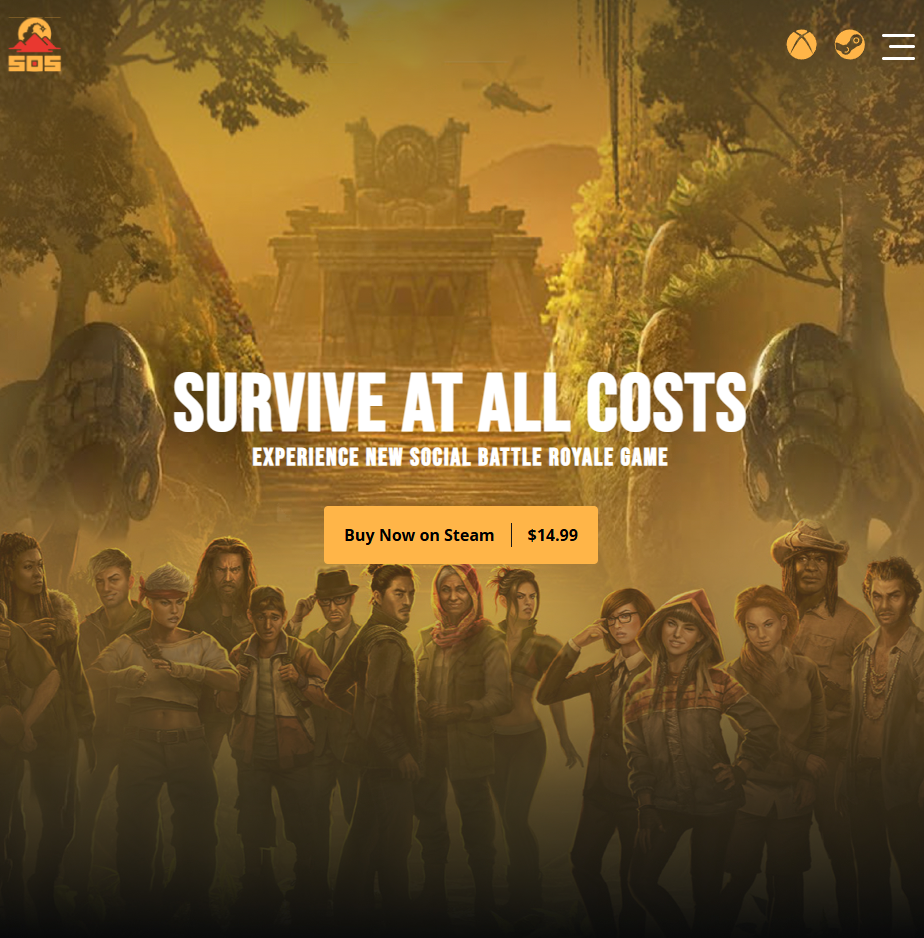 SOS
SURVIVE AT ALL COSTS
EXPERIENCE NEW SOCIAL BATTLE ROYALE GAME
Buy Now on Steam | $14.99